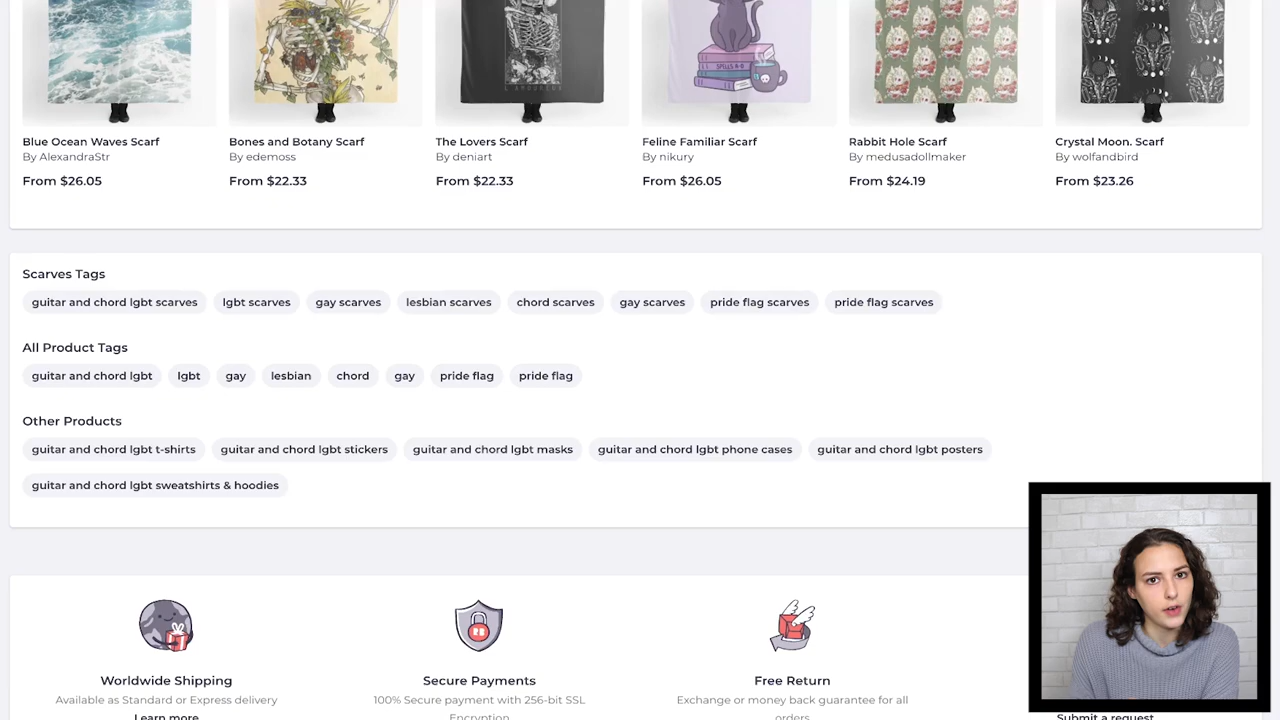 SPELLS A-Q
L'AMOUREUX
Blue Ocean Waves Scarf
By AlexandraStr
From $26.05
Bones and Botany Scarf
By edemoss
From $22.33
The Lovers Scarf
By deniart
From $22.33
Feline Familiar Scarf
By nikury
From $26.05
Rabbit Hole Scarf
By medusadollmaker
From $24.19
Crystal Moon. Scarf
By wolfandbird
From $23.26
Scarves Tags
guitar and chord lgbt scarves lgbt scarves gay scarves lesbian scarves chord scarves gay scarves pride flag scarves pride flag scarves
All Product Tags
guitar and chord lgbt lgbt gay lesbian chord gay pride flag pride flag
Other Products
guitar and chord lgbt t-shirts guitar and chord lgbt stickers guitar and chord lgbt masks guitar and chord lgbt phone cases guitar and chord lgbt posters
guitar and chord lgbt sweatshirts & hoodies
Worldwide Shipping
Available as Standard or Express delivery
Learn more
RB
Secure Payments
100% Secure payment with 256-bit SSL
Encryption
Free Return
Exchange or money back guarantee for all
orders
Submit a request